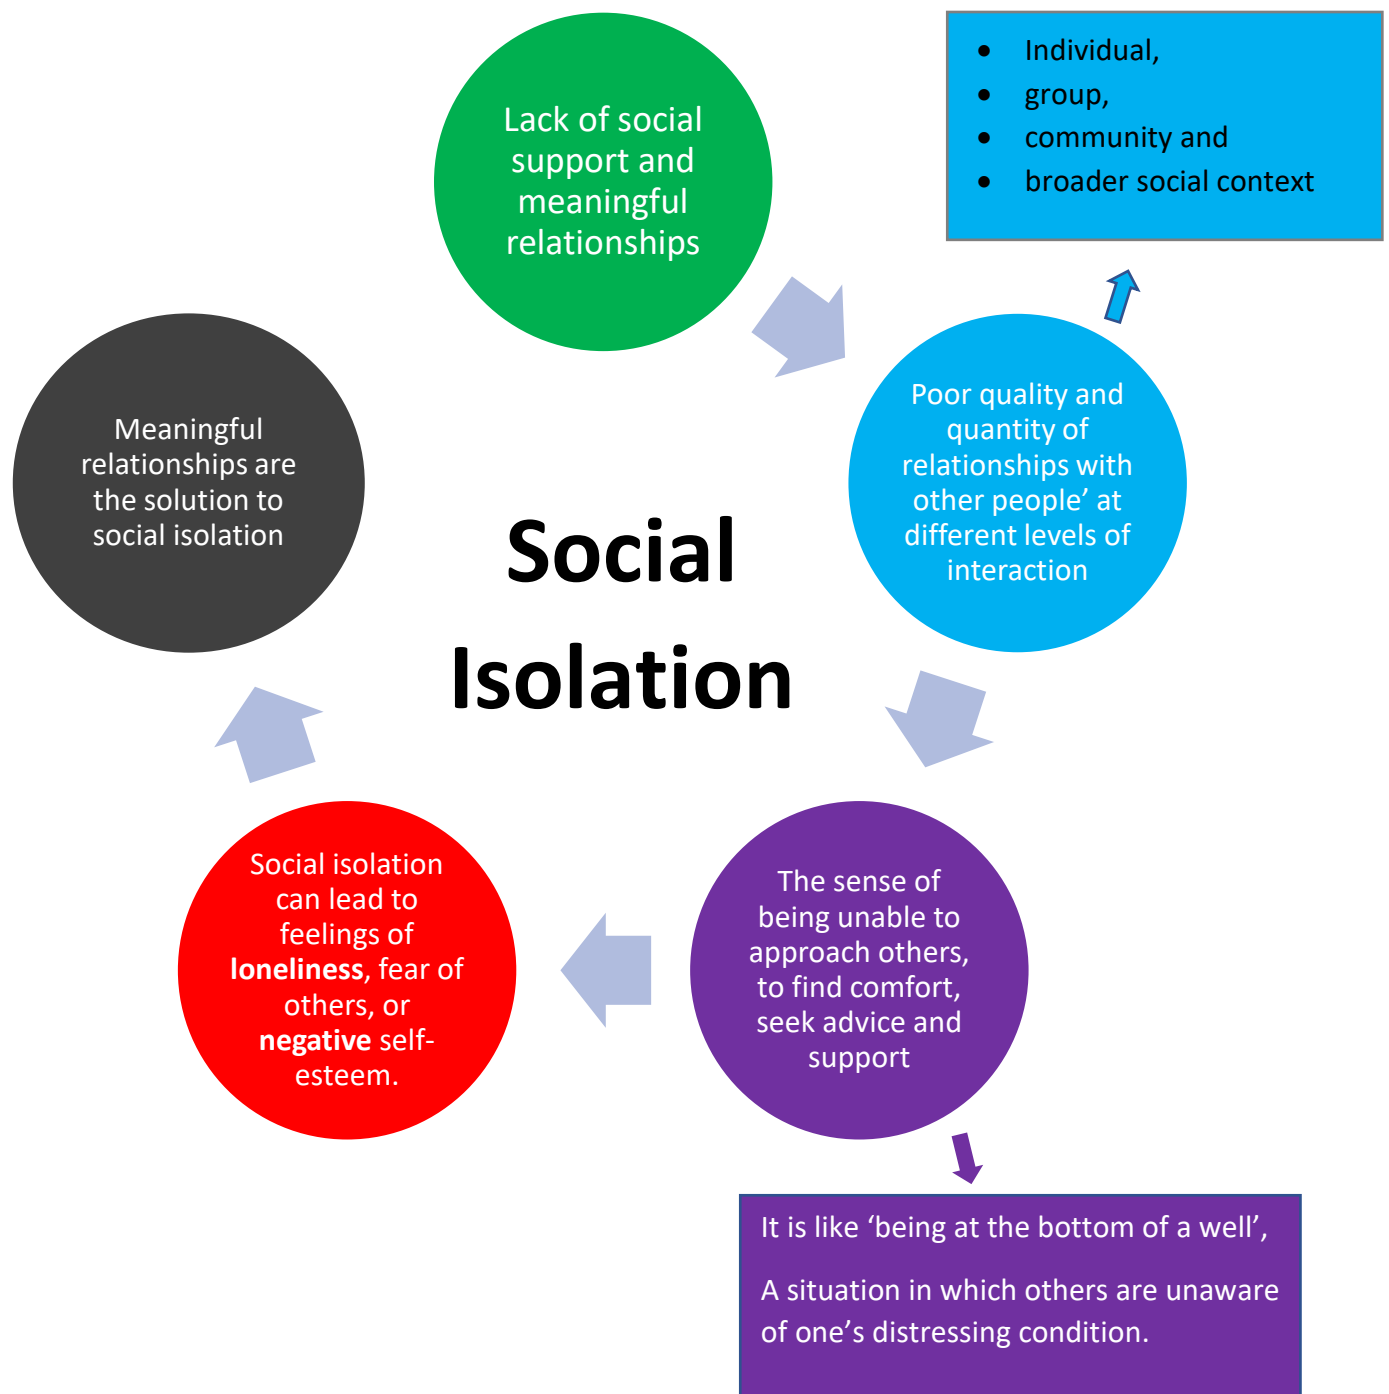 Lack of social
support and
meaningful
relationships
• Individual,
• group,
• community and
• broader social context
Poor quality and
quantity of
relationships with
other people’ at
different levels of
interaction
The sense of
being unable to
approach others,
to find comfort,
seek advice and
support
It is like ‘being at the bottom of a well’,
A situation in which others are unaware
of one’s distressing condition.
Social isolation
can lead to
feelings of
loneliness, fear of
others, or
negative self-
esteem.
Meaningful
relationships are
the solution to
social isolation
Social
Isolation